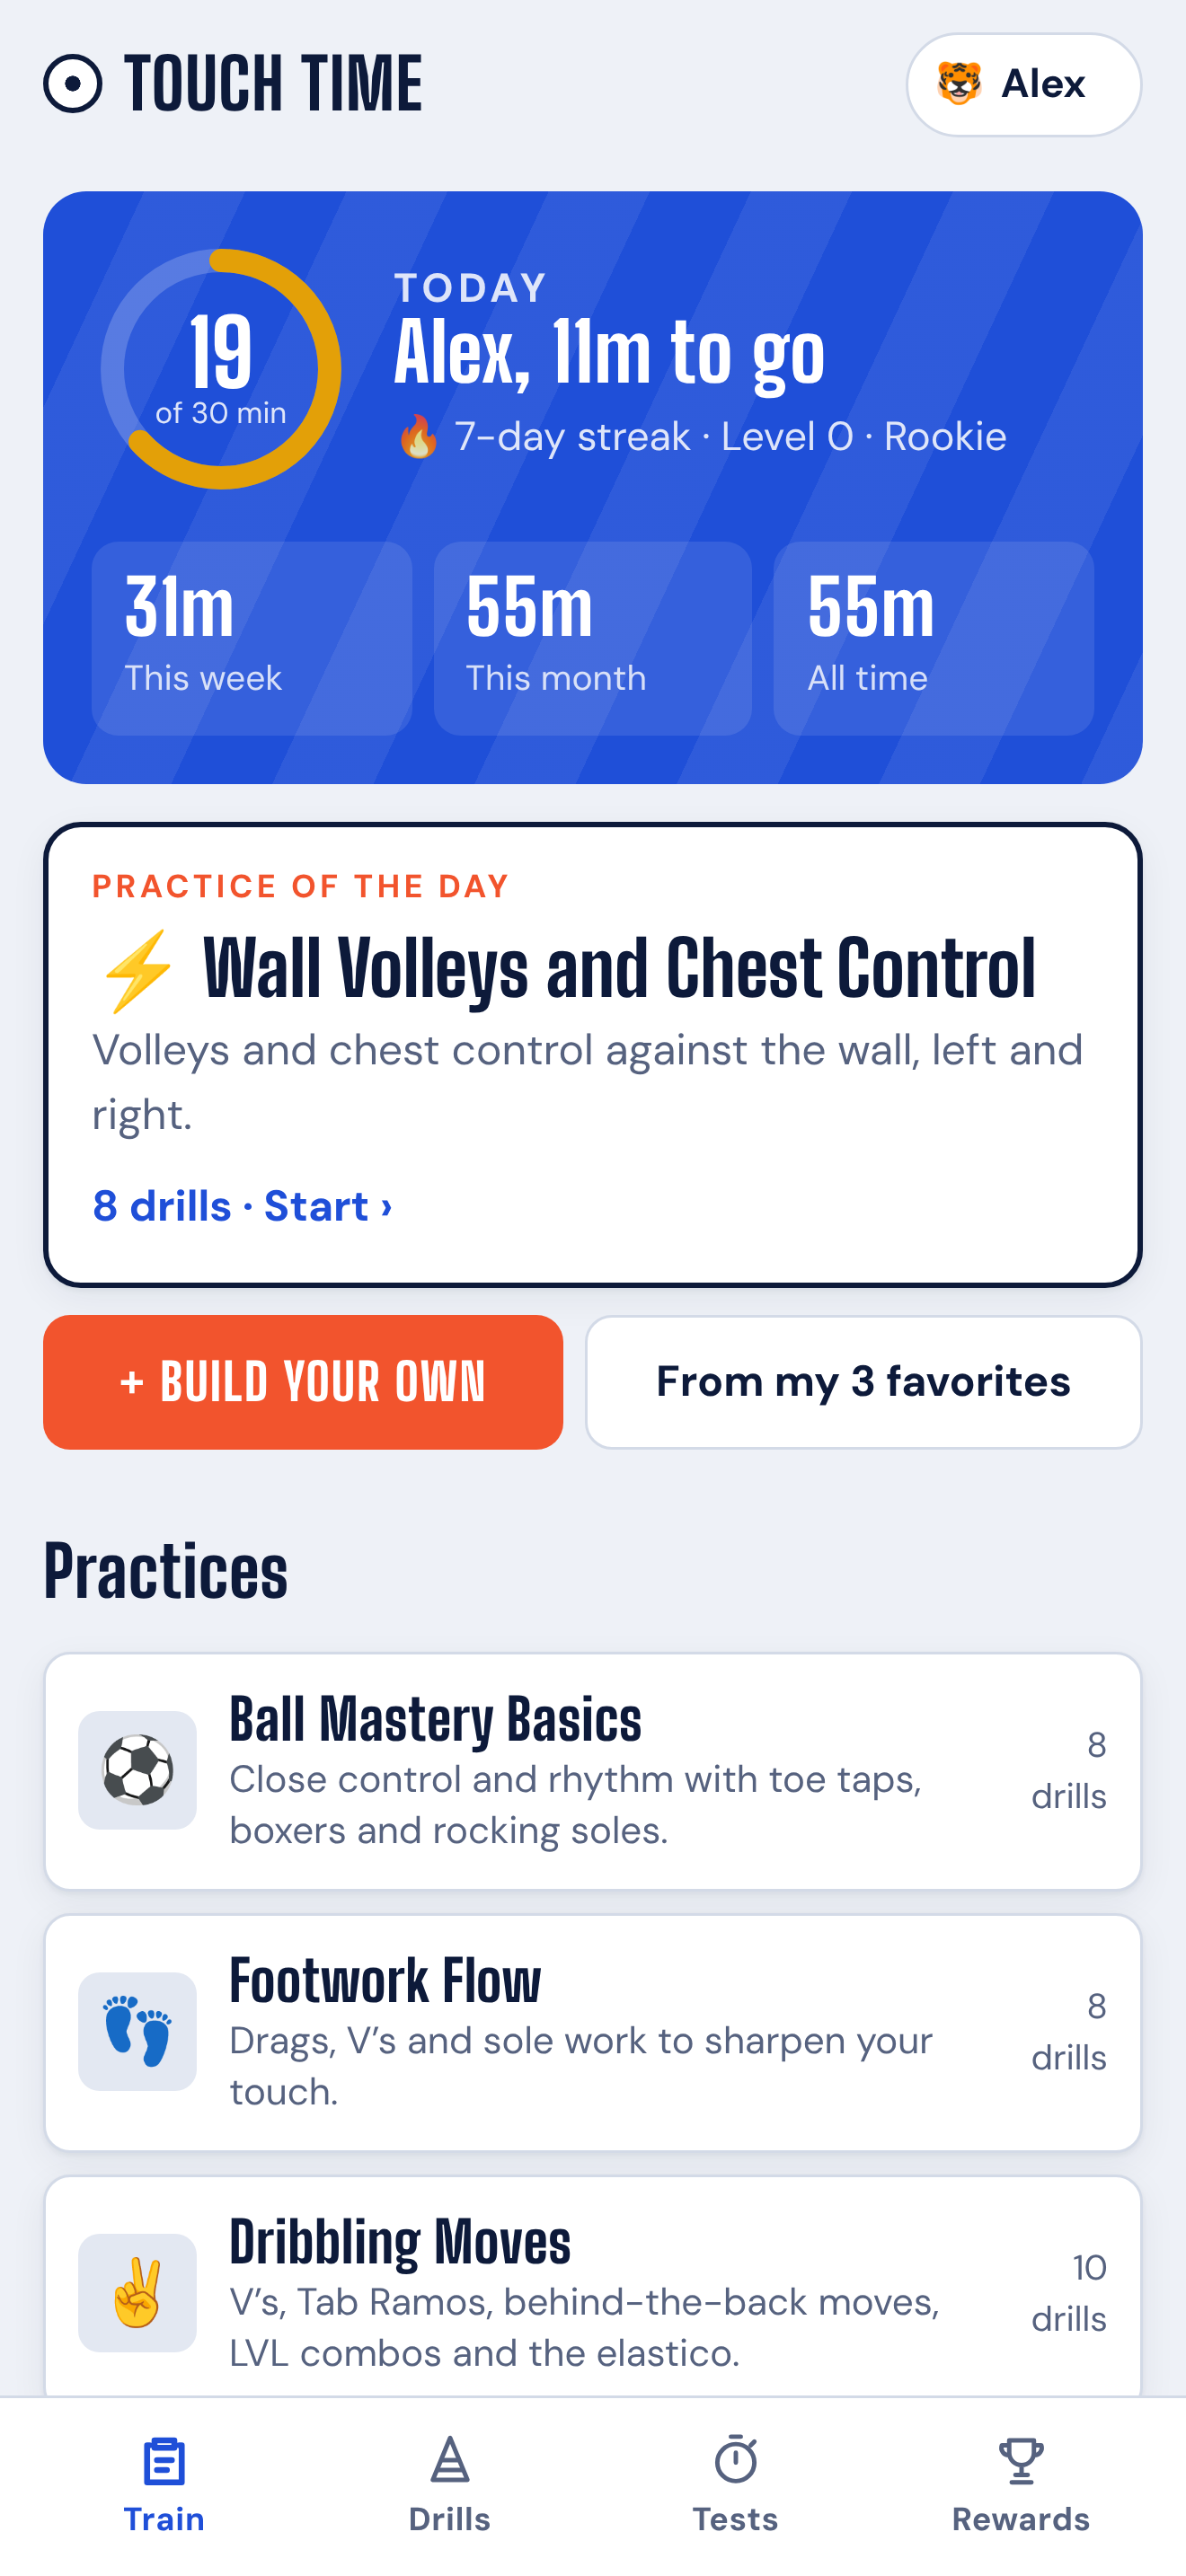 TOUCH TIME
🐯 Alex
19
of 30 min
TODAY
Alex, 11m to go
🔥 7-day streak · Level 0 · Rookie
31m
This week
55m
This month
55m
All time
PRACTICE OF THE DAY
⚡ Wall Volleys and Chest Control
Volleys and chest control against the wall, left and
right.
8 drills · Start ›
+ BUILD YOUR OWN
From my 3 favorites
Practices
Ball Mastery Basics
Close control and rhythm with toe taps,
boxers and rocking soles.
8
drills
Footwork Flow
Drags, V’s and sole work to sharpen your
touch.
8
drills
Dribbling Moves
V’s, Tab Ramos, behind-the-back moves,
LVL combos and the elastico.
10
drills
Train
Drills
Tests
Rewards